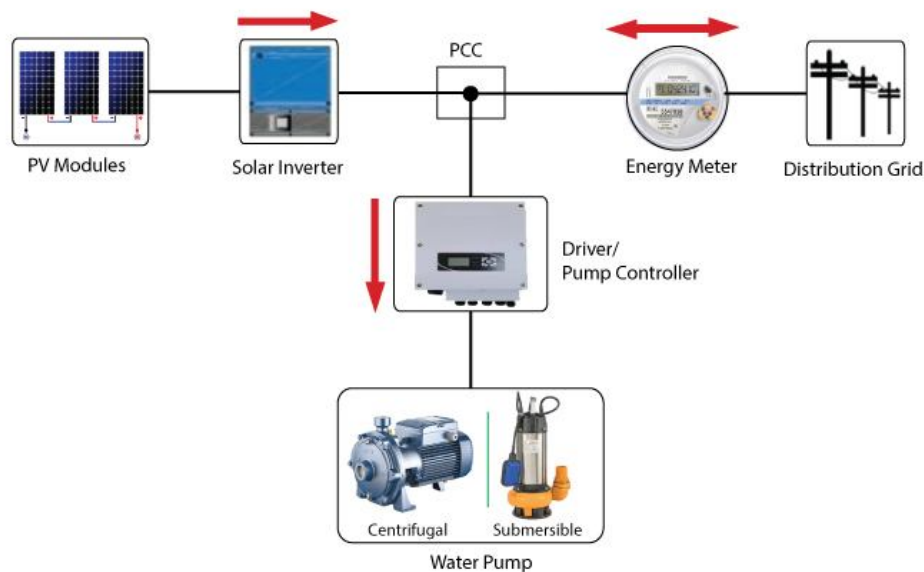 PCC
PV Modules
Solar Inverter
Energy Meter
Distribution Grid
Driver/
Pump Controller
Centrifugal
Submersible
Water Pump